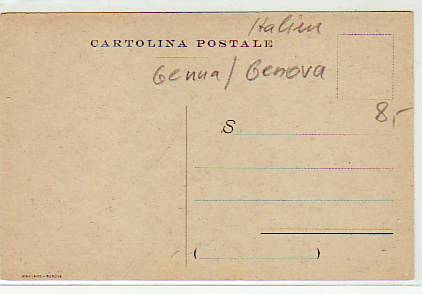 Italien
CARTOLINA POSTALE
Genua / Genova
8,-
S
( )